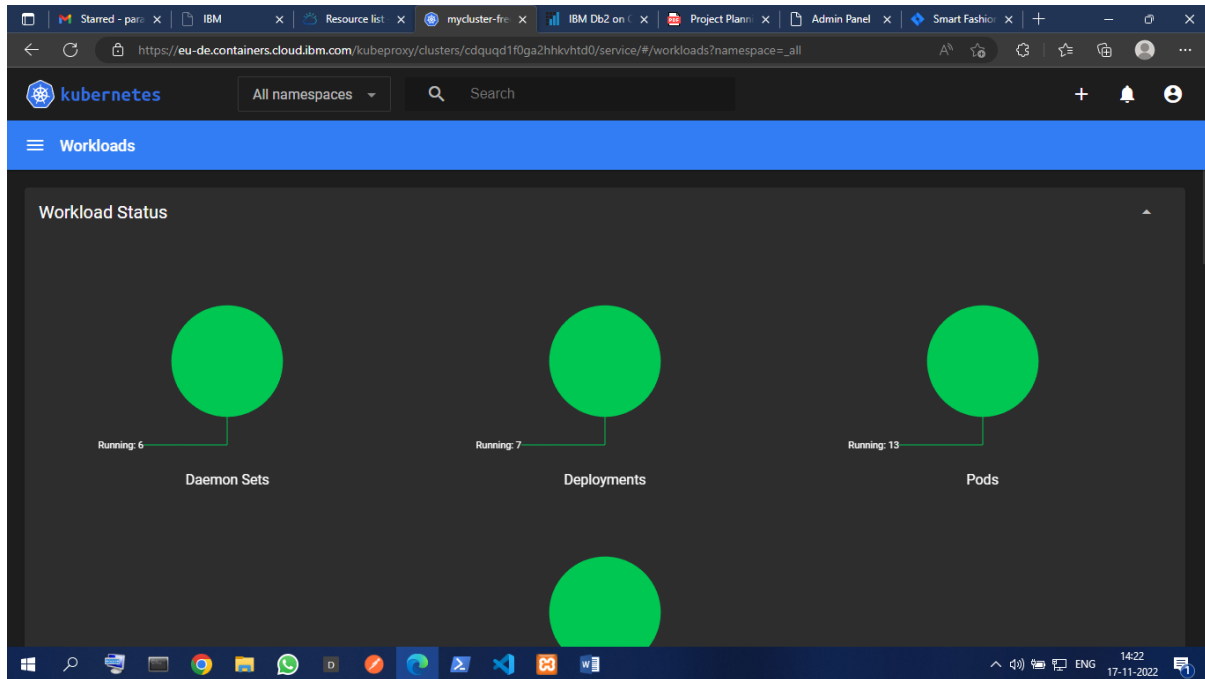 Starred - para
IBM
Resource list -
mycluster-free
IBM Db2 on C
Project Planni
Admin Panel
Smart Fashion
https://eu-de.containers.cloud.ibm.com/kubeproxy/clusters/cdquqd1f0ga2hhkvhtd0/service/#/workloads?namespace=_all
kubernetes
All namespaces
Search
Workloads
Workload Status
Running: 6
Running: 7
Running: 13
Daemon Sets
Deployments
Pods
ENG
14:22
17-11-2022